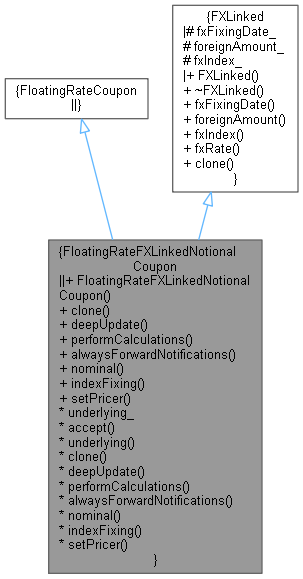 {FXLinked
|# fxFixingDate_
# foreignAmount_
# fxIndex_
|+ FXLinked()
+ ~FXLinked()
+ fxFixingDate()
+ foreignAmount()
+ fxIndex()
+ fxRate()
+ clone()
}
{FloatingRateCoupon
||}
{FloatingRateFXLinkedNotional
Coupon
||+ FloatingRateFXLinkedNotional
Coupon()
+ clone()
+ deepUpdate()
+ performCalculations()
+ alwaysForwardNotifications()
+ nominal()
+ indexFixing()
+ setPricer()
* underlying_
* accept()
* underlying()
* clone()
* deepUpdate()
* performCalculations()
* alwaysForwardNotifications()
* nominal()
* indexFixing()
* setPricer()
}